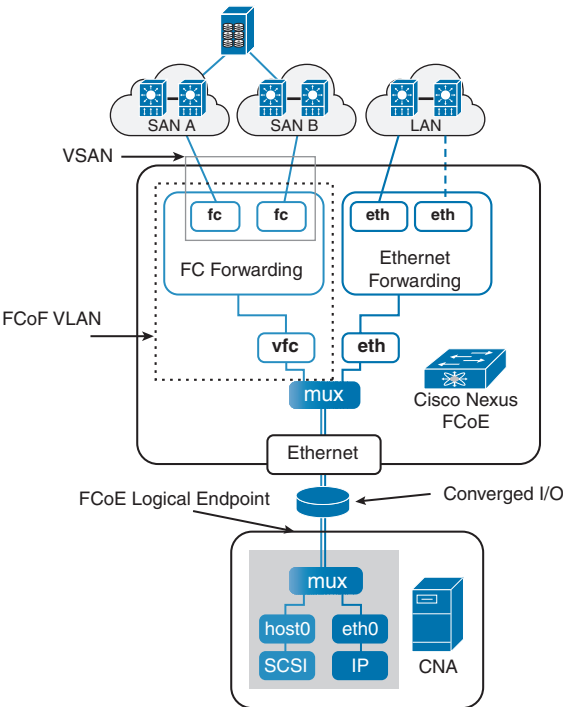 SAN A
SAN B
LAN
VSAN
fc
fc
eth
eth
FC Forwarding
Ethernet
Forwarding
FCoF VLAN
vfc
eth
mux
Cisco Nexus
FCoE
Ethernet
FCoE Logical Endpoint
Converged I/O
mux
host0
eth0
SCSI
IP
CNA